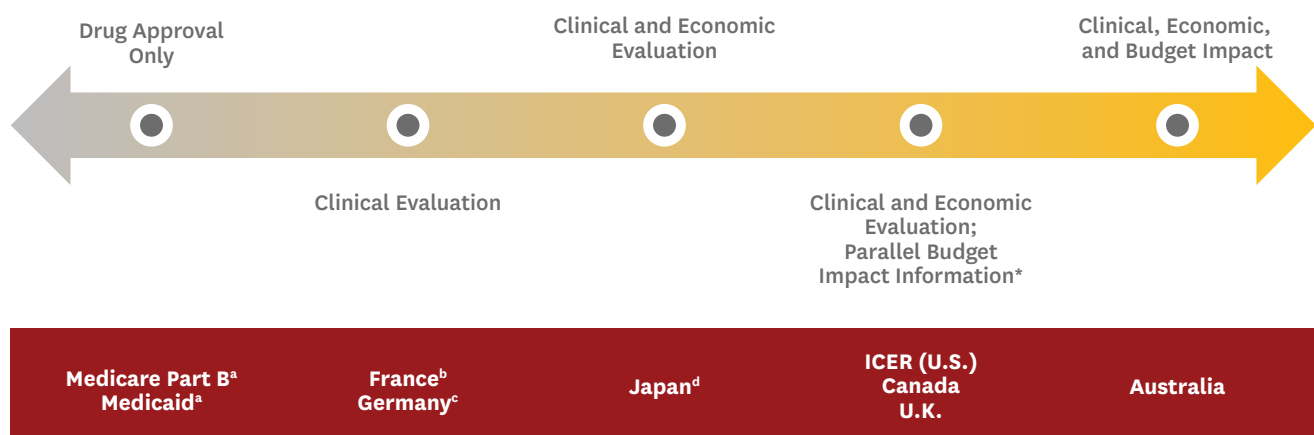 Drug Approval
Only
Clinical and Economic
Evaluation
Clinical, Economic,
and Budget Impact
Clinical Evaluation
Clinical and Economic
Evaluation;
Parallel Budget
Impact Information*
Medicare Part Bᵃ
Medicaidᵃ
Franceᵇ
Germanyᶜ
Japanᵈ
ICER (U.S.)
Canada
U.K.
Australia